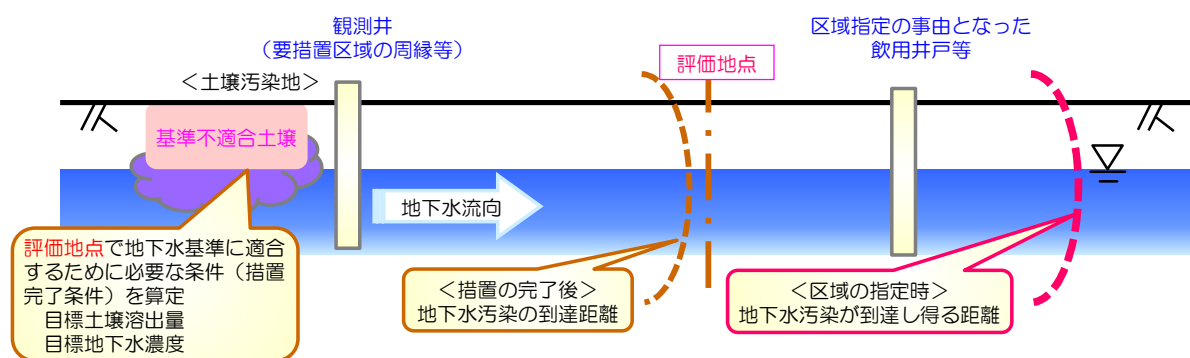 観測井
（要措置区域の周縁等）
区域指定の事由となった
飲用井戸等
評価地点
＜土壌汚染地＞
基準不適合土壌
地下水流向
評価地点で地下水基準に適合
するために必要な条件（措置
完了条件）を算定
目標土壌溶出量
目標地下水濃度
＜措置の完了後＞
地下水汚染の到達距離
＜区域の指定時＞
地下水汚染が到達し得る距離